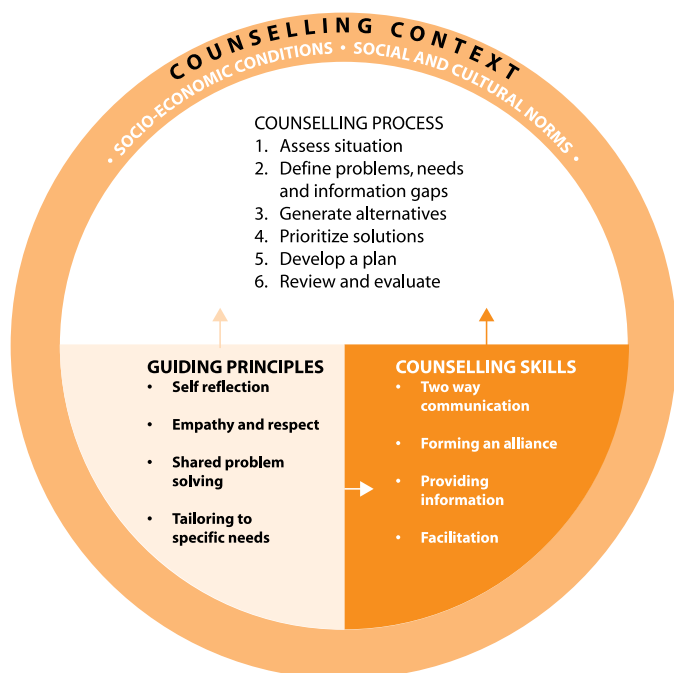 COUNSELLING CONTEXT
• SOCIO-ECONOMIC CONDITIONS • SOCIAL AND CULTURAL NORMS •
COUNSELLING PROCESS
1. Assess situation
2. Define problems, needs
and information gaps
3. Generate alternatives
4. Prioritize solutions
5. Develop a plan
6. Review and evaluate
GUIDING PRINCIPLES
• Self reflection
• Empathy and respect
• Shared problem
solving
• Tailoring to
specific needs
COUNSELLING SKILLS
• Two way
communication
• Forming an alliance
• Providing
information
• Facilitation